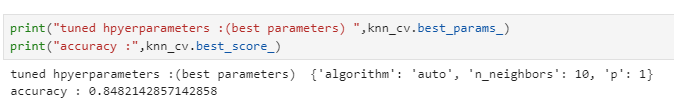 print("tuned hpyerparameters :(best parameters) ",knn_cv.best_params_)
print("accuracy :",knn_cv.best_score_)
tuned hpyerparameters :(best parameters)  {'algorithm': 'auto', 'n_neighbors': 10, 'p': 1}
accuracy : 0.8482142857142858